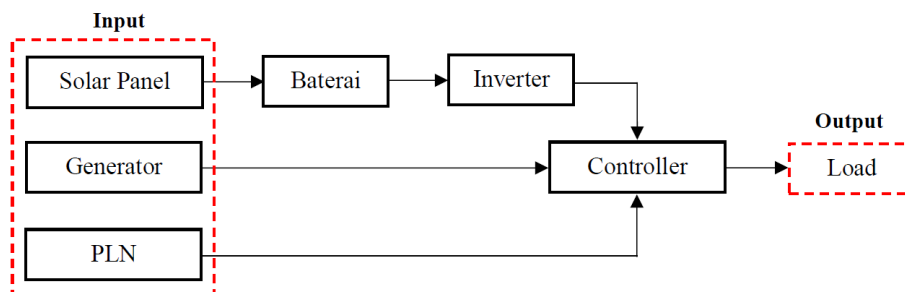 Input
Solar Panel
Baterai
Inverter
Output
Generator
Controller
Load
PLN